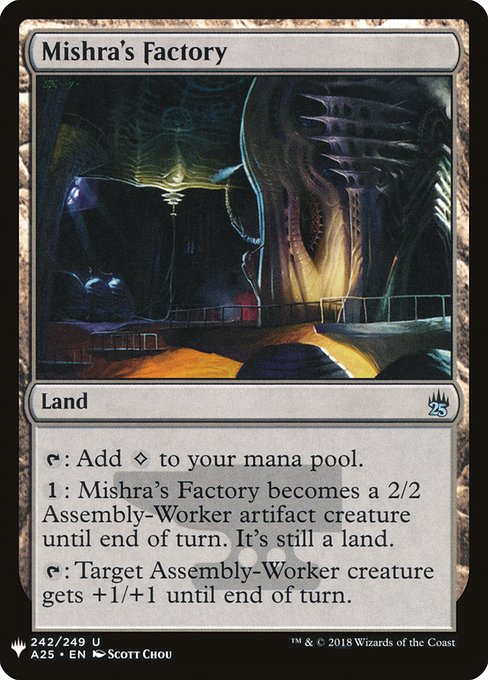 Mishra's Factory
Land
25
: Add to your mana pool.
1 : Mishra's Factory becomes a 2/2
Assembly-Worker artifact creature
until end of turn. It's still a land.
: Target Assembly-Worker creature
gets +1/+1 until end of turn.
242/249 U
A25 • EN Scott Chou
™ & © 2018 Wizards of the Coast